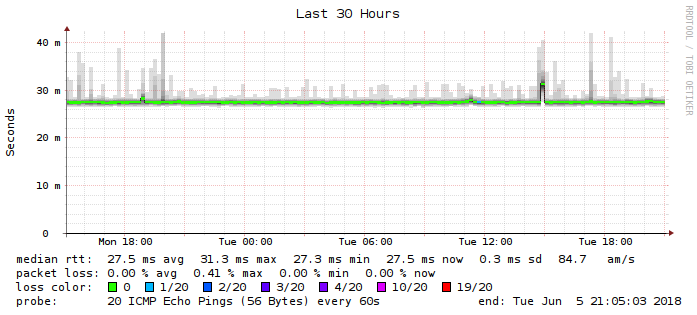 Last 30 Hours
RRDTOOL / TOBI OETIKER
Seconds
40 m
30 m
20 m
10 m
0
Mon 18:00 Tue 00:00 Tue 06:00 Tue 12:00 Tue 18:00
median rtt: 27.5 ms avg 31.3 ms max 27.3 ms min 27.5 ms now 0.3 ms sd 84.7 am/s
packet loss: 0.00 % avg 0.41 % max 0.00 % min 0.00 % now
loss color: 0 1/20 2/20 3/20 4/20 10/20 19/20
probe: 20 ICMP Echo Pings (56 Bytes) every 60s end: Tue Jun 5 21:05:03 2018